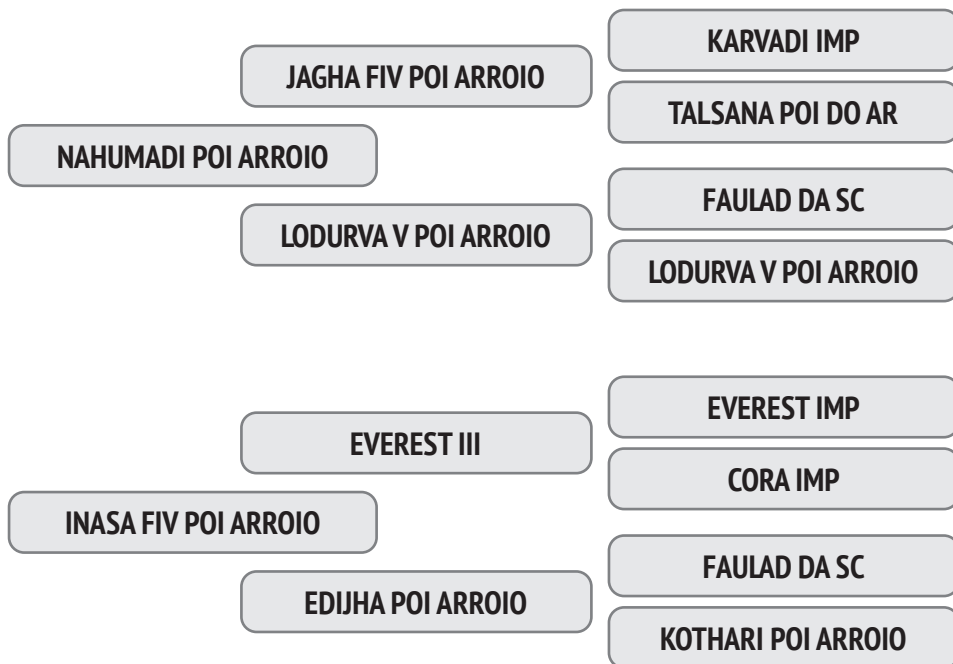 KARVADI IMP
JAGHA FIV POI ARROIO
TALSANA POI DO AR
NAHUMADI POI ARROIO
FAULAD DA SC
LODURVA V POI ARROIO
LODURVA V POI ARROIO
EVEREST IMP
EVEREST III
CORA IMP
INASA FIV POI ARROIO
FAULAD DA SC
EDIJHA POI ARROIO
KOTHARI POI ARROIO